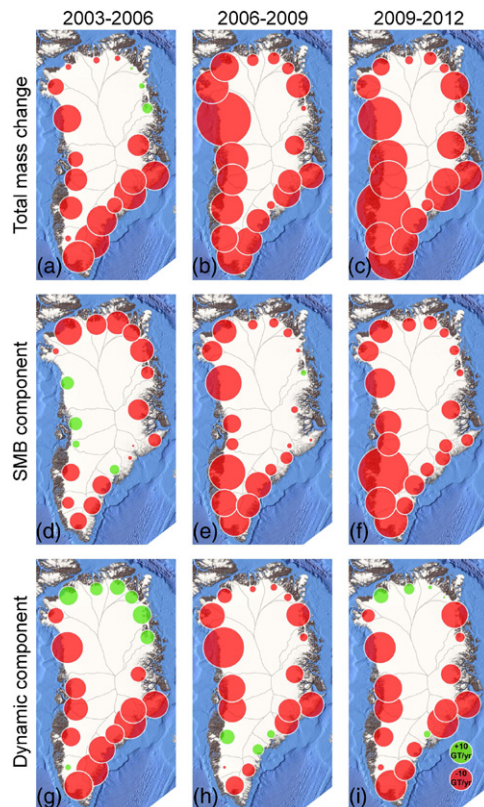 2003-2006 2006-2009 2009-2012
Total mass change
(a) (b) (c)
SMB component
(d) (e) (f)
Dynamic component
+10
GT/yr
-10
GT/yr
(g) (h) (i)